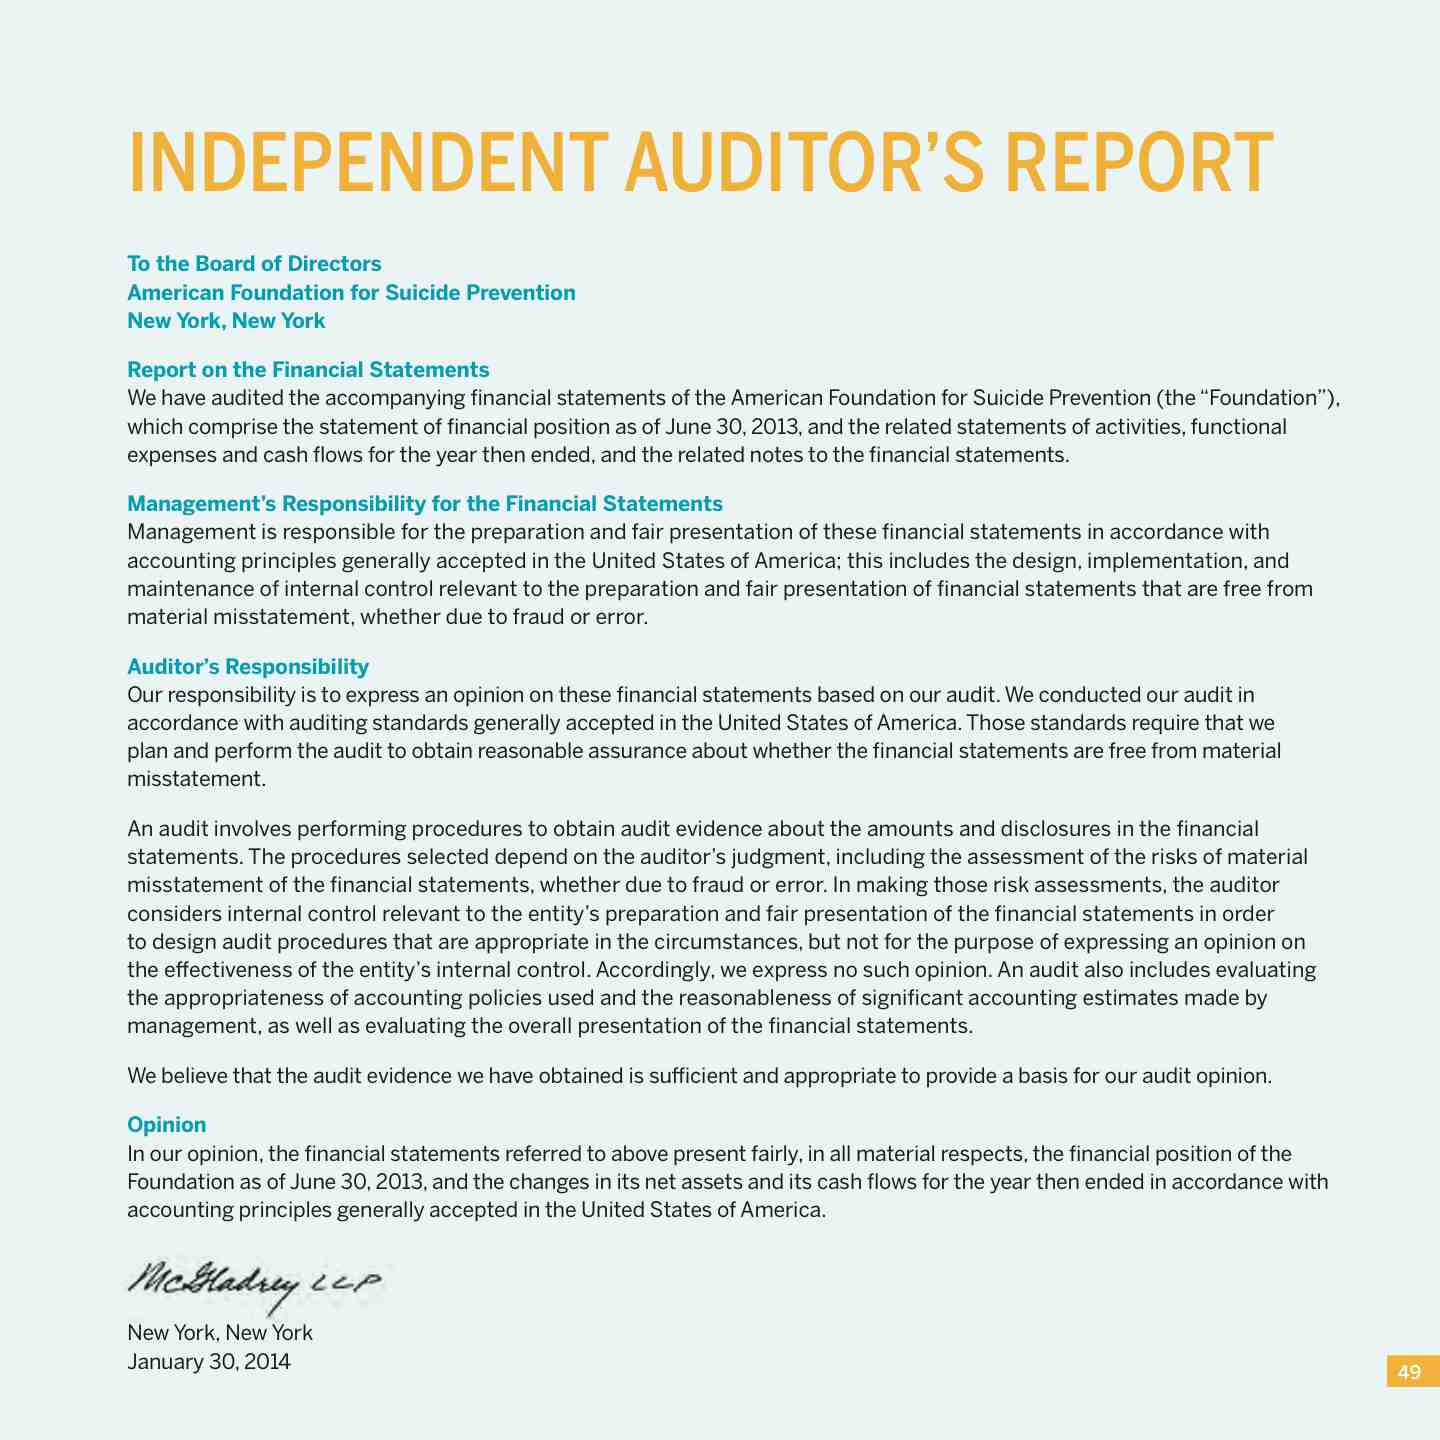 INDEPENDENT AUDITOR’S REPORT
To the Board of Directors
American Foundation for Suicide Prevention
New York, New York
Report on the Financial Statements
We have audited the accompanying financial statements of the American Foundation for Suicide Prevention (the “Foundation”),
which comprise the statement of financial position as of June 30, 2013, and the related statements of activities, functional
expenses and cash flows for the year then ended, and the related notes to the financial statements.
Management’s Responsibility for the Financial Statements
Management is responsible for the preparation and fair presentation of these financial statements in accordance with
accounting principles generally accepted in the United States of America; this includes the design, implementation, and
maintenance of internal control relevant to the preparation and fair presentation of financial statements that are free from
material misstatement, whether due to fraud or error.
Auditor’s Responsibility
Our responsibility is to express an opinion on these financial statements based on our audit. We conducted our audit in
accordance with auditing standards generally accepted in the United States of America. Those standards require that we
plan and perform the audit to obtain reasonable assurance about whether the financial statements are free from material
misstatement.
An audit involves performing procedures to obtain audit evidence about the amounts and disclosures in the financial
statements. The procedures selected depend on the auditor’s judgment, including the assessment of the risks of material
misstatement of the financial statements, whether due to fraud or error. In making those risk assessments, the auditor
considers internal control relevant to the entity’s preparation and fair presentation of the financial statements in order
to design audit procedures that are appropriate in the circumstances, but not for the purpose of expressing an opinion on
the effectiveness of the entity’s internal control. Accordingly, we express no such opinion. An audit also includes evaluating
the appropriateness of accounting policies used and the reasonableness of significant accounting estimates made by
management, as well as evaluating the overall presentation of the financial statements.
We believe that the audit evidence we have obtained is sufficient and appropriate to provide a basis for our audit opinion.
Opinion
In our opinion, the financial statements referred to above present fairly, in all material respects, the financial position of the
Foundation as of June 30, 2013, and the changes in its net assets and its cash flows for the year then ended in accordance with
accounting principles generally accepted in the United States of America.
McGladrey LLP
New York, New York
January 30, 2014
49